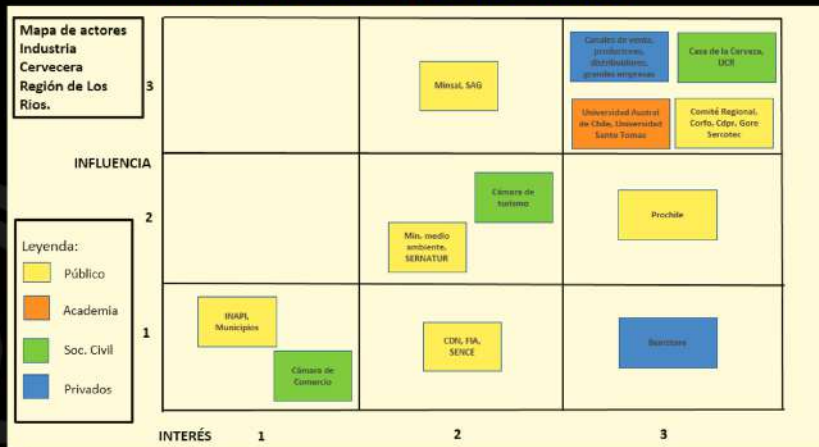 Mapa de actores
Industria
Cervecera
Región de Los
Rios.
3
Minsal, SAG
Canales de venta,
productores,
distribuidores,
grandes empresas
Casa de la Cerveza,
UCR
Universidad Austral
de Chile, Universidad
Santo Tomas
Comité Regional,
Corfo, Cdpr, Gore
Sercotec
INFLUENCIA
2
Cámara de
turismo
Min. medio
ambiente,
SERNATUR
Prochile
Leyenda:
Público
Academia
Soc. Civil
Privados
1
INAPI,
Municipios
Cámara de
Comercio
CDN, FIA,
SENCE
INTERÉS 1 2 3